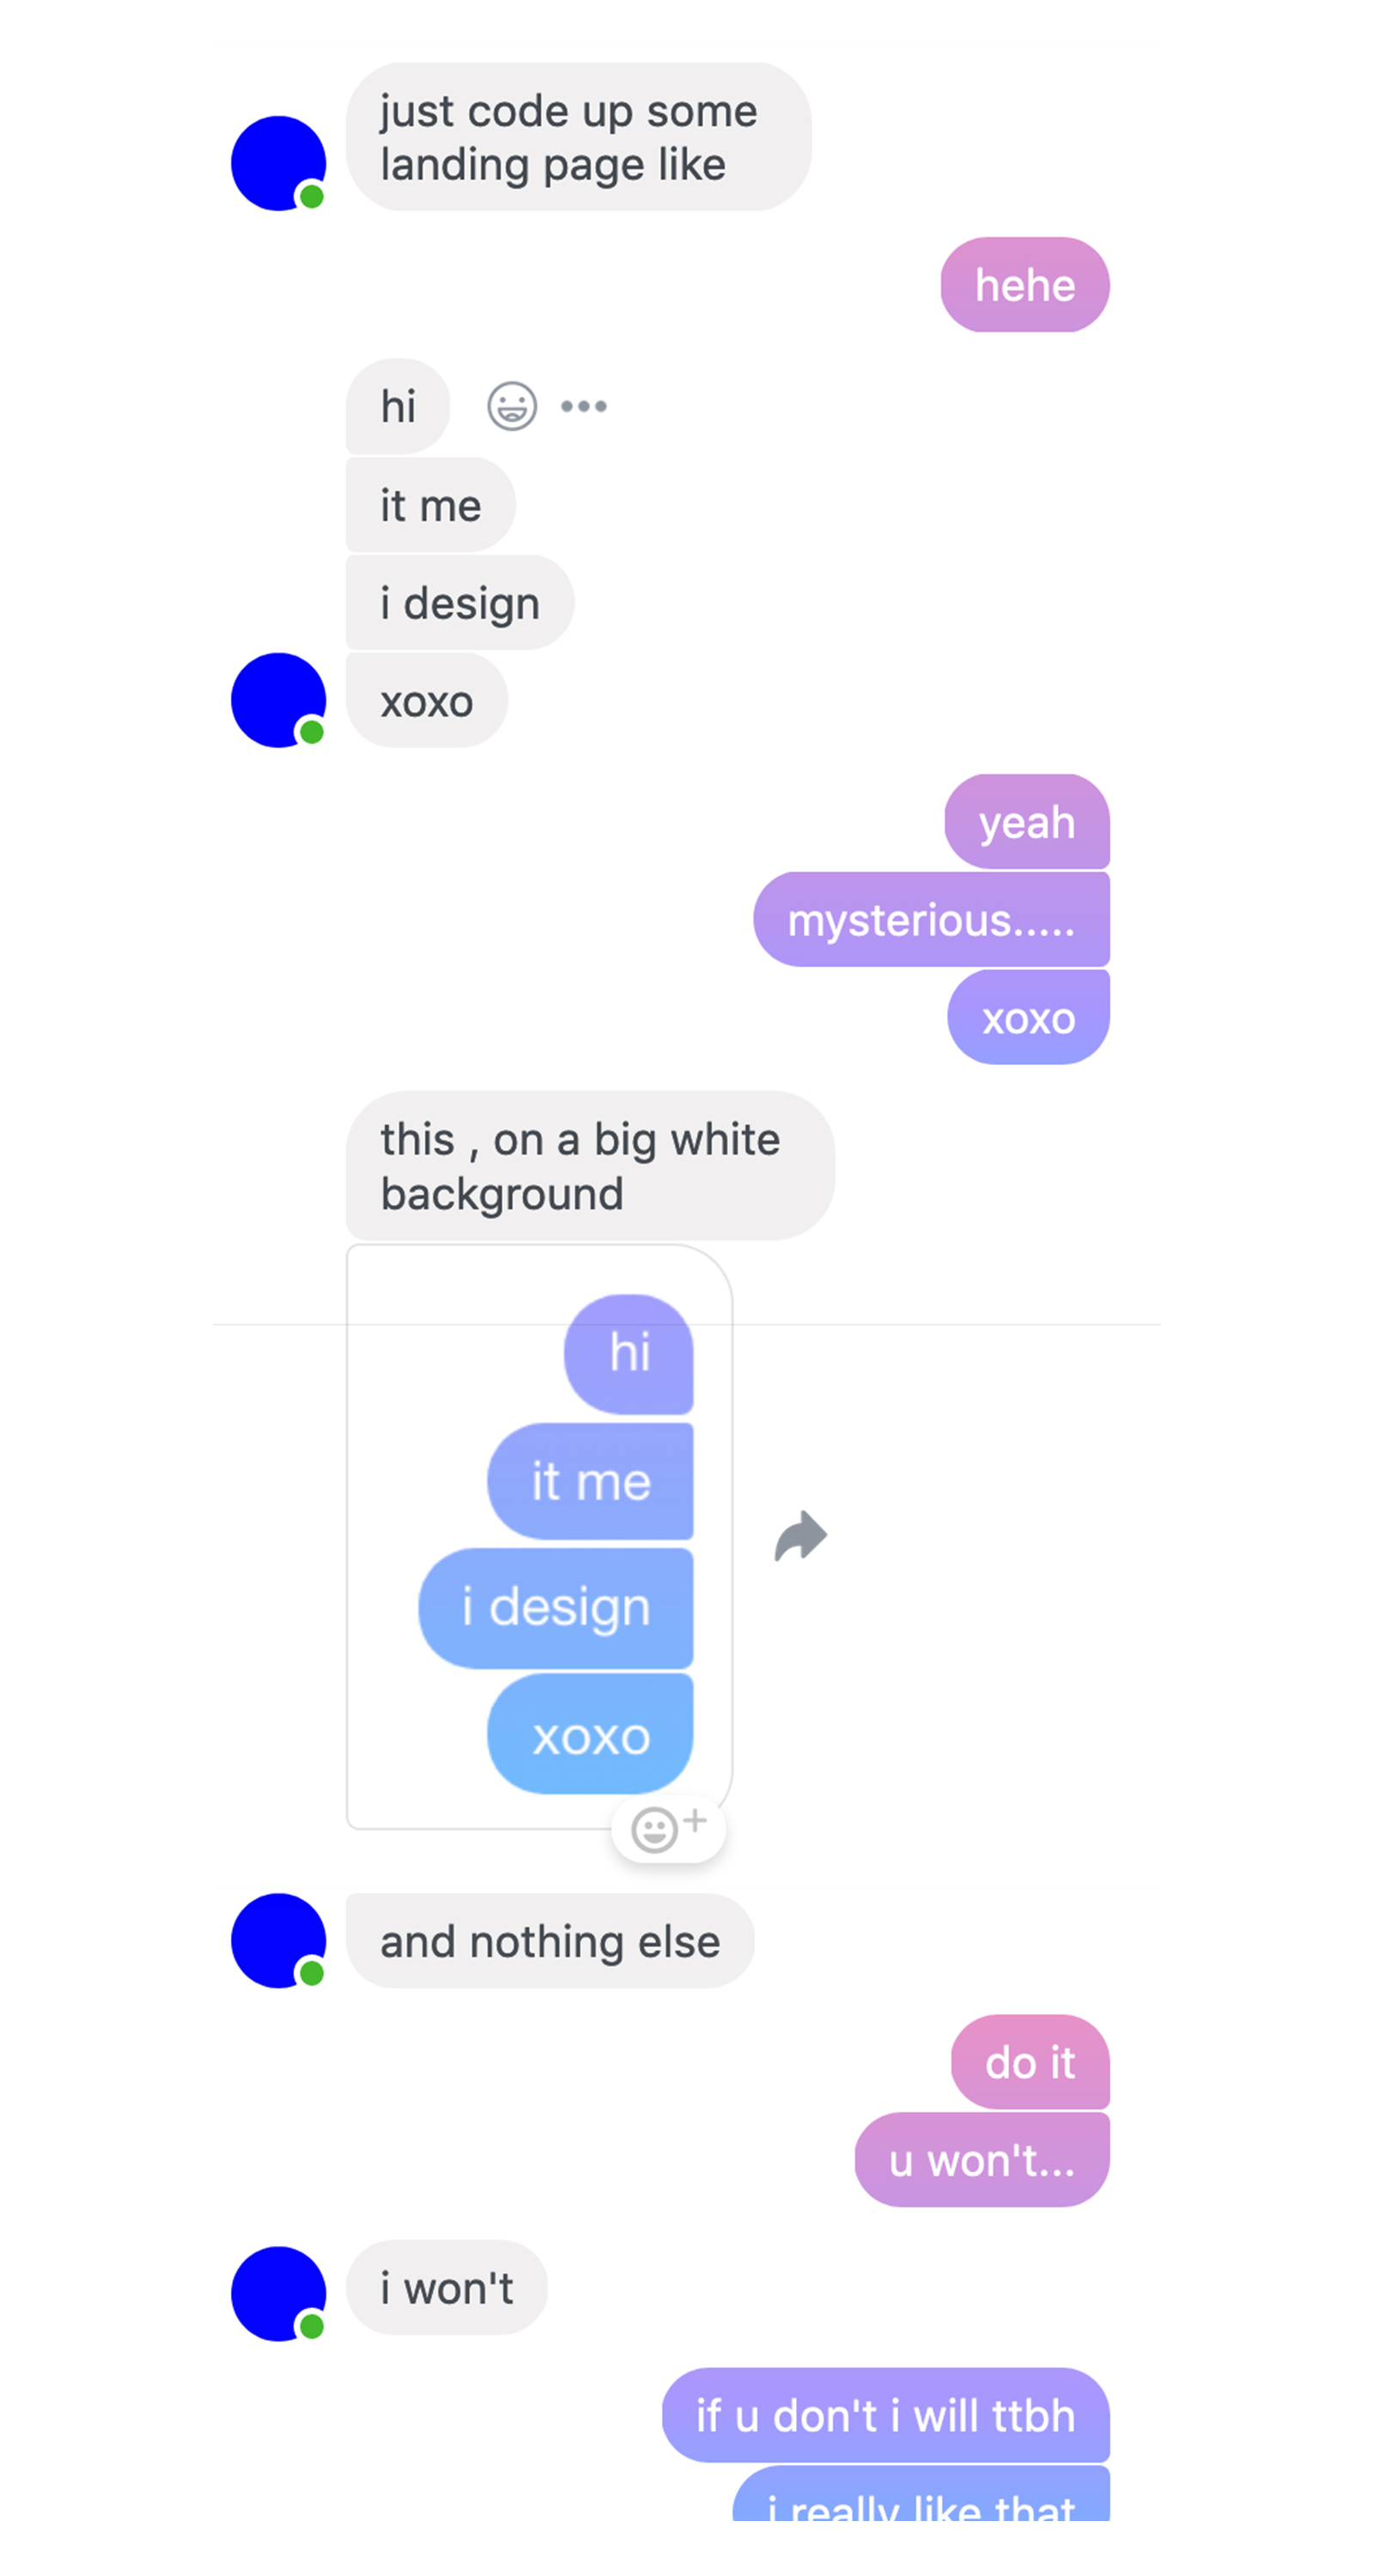 just code up some
landing page like
hehe
hi
it me
i design
xoxo
yeah
mysterious.....
xoxo
this , on a big white
background
hi
it me
i design
xoxo
and nothing else
do it
u won't...
i won't
if u don't i will ttbh
i really like that